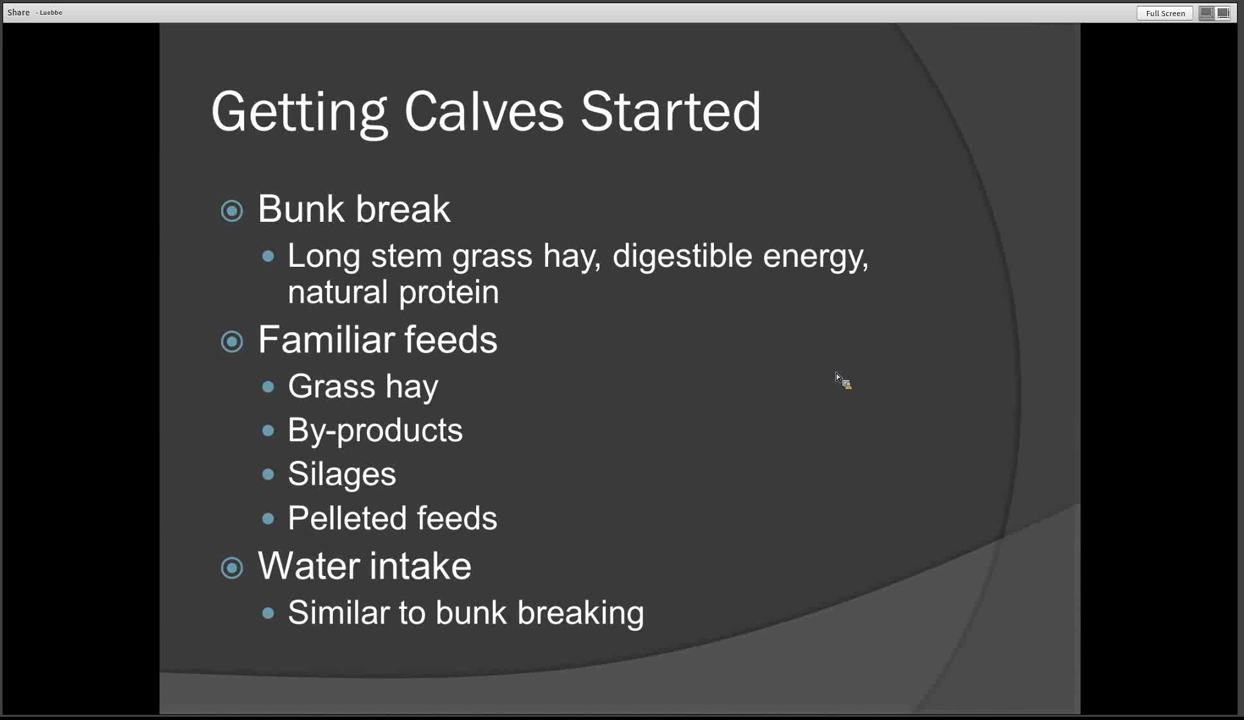 Share - Luebbe
Full Screen
Getting Calves Started
Bunk break
Long stem grass hay, digestible energy,
natural protein
Familiar feeds
Grass hay
By-products
Silages
Pelleted feeds
Water intake
Similar to bunk breaking